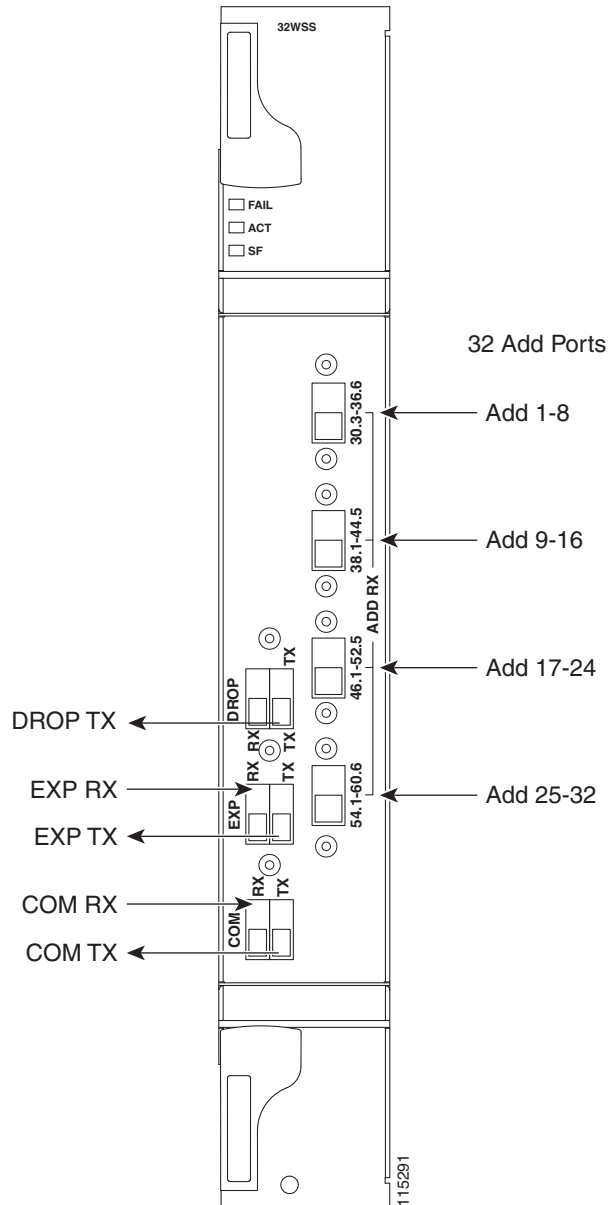 32WSS
FAIL
ACT
SF
32 Add Ports
30.3-36.6
Add 1-8
38.1-44.5
Add 9-16
ADD RX
46.1-52.5
Add 17-24
TX
DROP
DROP TX
RX
TX
RX
TX
EXP
54.1-60.6
EXP RX
Add 25-32
EXP TX
RX
TX
COM
COM RX
COM TX
115291